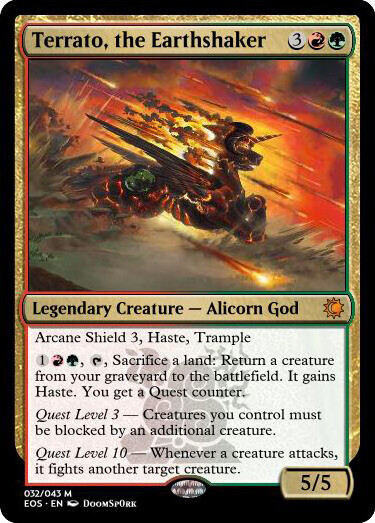 Terrato, the Earthshaker 3
Legendary Creature — Alicorn God
Arcane Shield 3, Haste, Trample
1, Sacrifice a land: Return a creature
from your graveyard to the battlefield. It gains
Haste. You get a Quest counter.
Quest Level 3 — Creatures you control must
be blocked by an additional creature.
Quest Level 10 — Whenever a creature attacks,
it fights another target creature.
5/5
032/043 M
EOS • EN DoomSp0rk